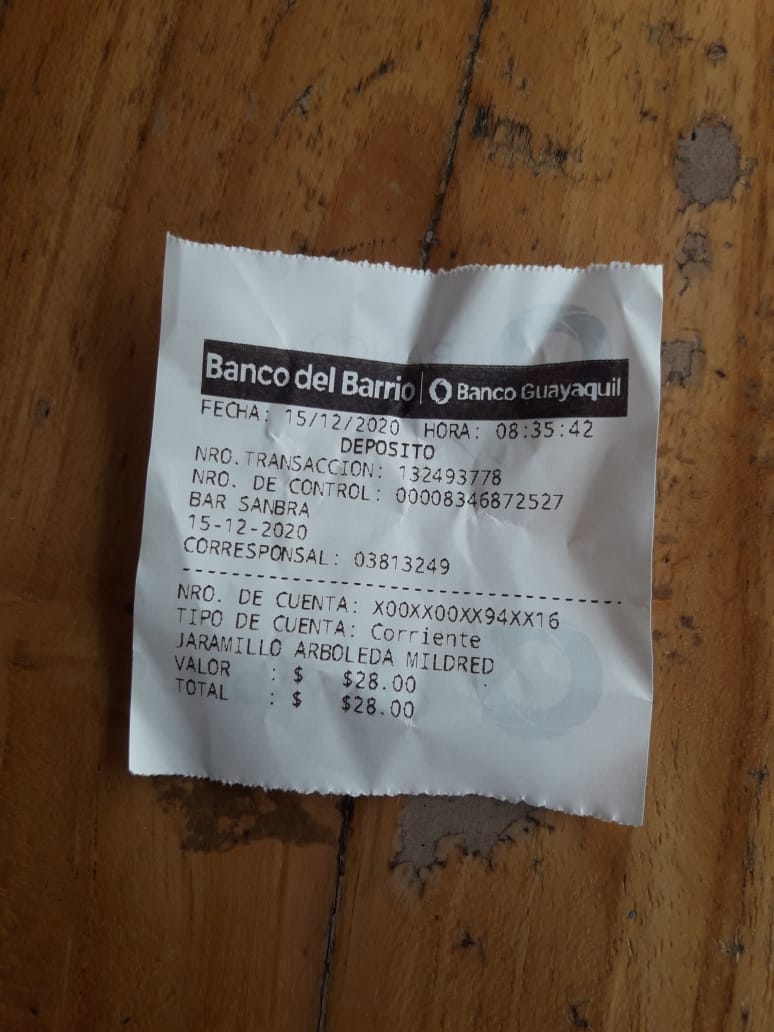 Banco del Barrio | Banco Guayaquil
FECHA: 15/12/2020 HORA: 08:35:42
DEPOSITO
NRO.TRANSACCION: 132493778
NRO. DE CONTROL: 00008346872527
BAR SANBRA
15-12-2020
CORRESPONSAL: 03813249
NRO. DE CUENTA: X00XX00XX94XX16
TIPO DE CUENTA: Corriente
JARAMILLO ARBOLEDA MILDRED
VALOR : $ $28.00
TOTAL : $ $28.00